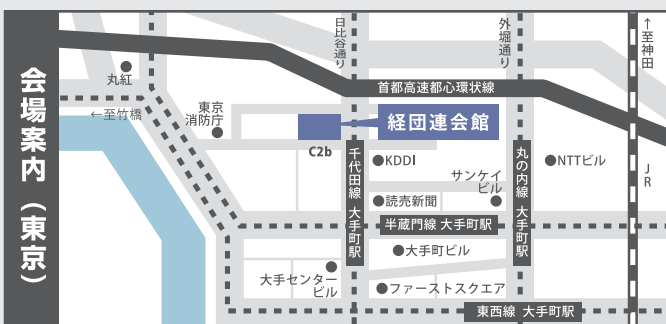 会場案内（東京）
日比谷通り
外堀通り
↑至神田
丸紅
首都高速都心環状線
←至竹橋
東京
消防庁
経団連会館
C2b
千代田線 大手町駅
KDDI
丸の内線 大手町駅
NTTビル
JR
サンケイ
ビル
読売新聞
半蔵門線 大手町駅
大手町ビル
大手センター
ビル
ファーストスクエア
東西線 大手町駅